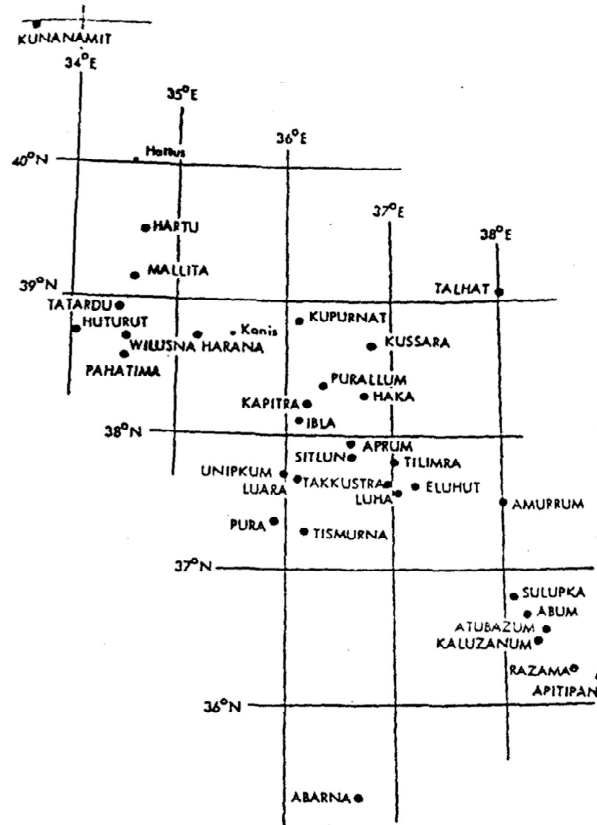 KUNANAMIT
34°E
35°E
36°E
Hattus
40°N
37°E
HARTU
38°E
MALLITA
39°N
TALHAT
TATARDU
KUPURNAT
HUTURUT
Kanis
WILUSNA HARANA
KUSSARA
PAHATIMA
PURALLUM
HAKA
KAPITRA
IBLA
38°N
APRUM
SITLUN
TILIMRA
UNIPKUM
TAKKUSTRA
ELUHUT
LUARA
LUHA
AMURRUM
PURA
TISMURNA
37°N
SULUPKA
ABUM
ATUBAZUM
KALUZANUM
RAZAMA
APITIPAN
36°N
ABARNA